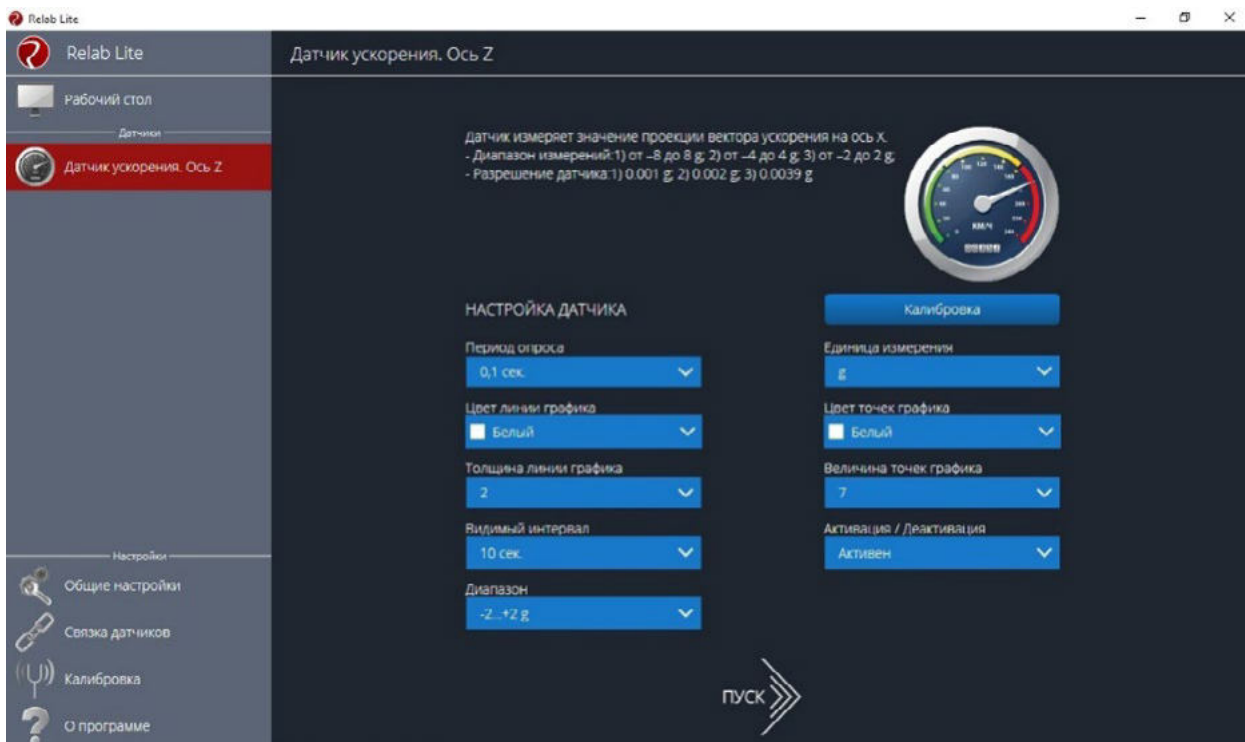 Relab Lite
Relab Lite
Датчик ускорения. Ось Z
Рабочий стол
Датчики
Датчик ускорения. Ось Z
Датчик измеряет значение проекции вектора ускорения на ось X.
- Диапазон измерений:1) от –8 до 8 g; 2) от –4 до 4 g; 3) от –2 до 2 g;
- Разрешение датчика:1) 0.001 g; 2) 0.002 g; 3) 0.0039 g
КМ/Ч
НАСТРОЙКА ДАТЧИКА
Калибровка
Период опроса
Единица измерения
0,1 сек.
g
Цвет линии графика
Цвет точек графика
Белый
Белый
Толщина линии графика
Величина точек графика
2
7
Видимый интервал
Активация / Деактивация
10 сек.
Активен
Диапазон
-2...+2 g
Настройки
Общие настройки
Связка датчиков
Калибровка
О программе
ПУСК